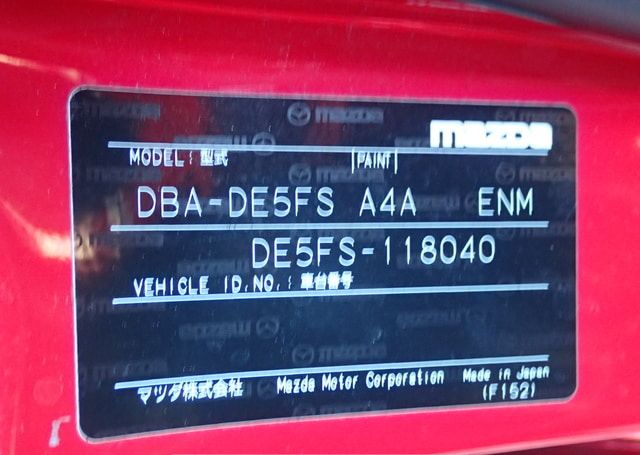 mazda
MODEL : 型式 |PAINT|
DBA-DE5FS A4A ENM
DE5FS-118040
VEHICLE ID.NO. : 車台番号
マツダ株式会社 Mazda Motor Corporation Made in Japan
(F152)